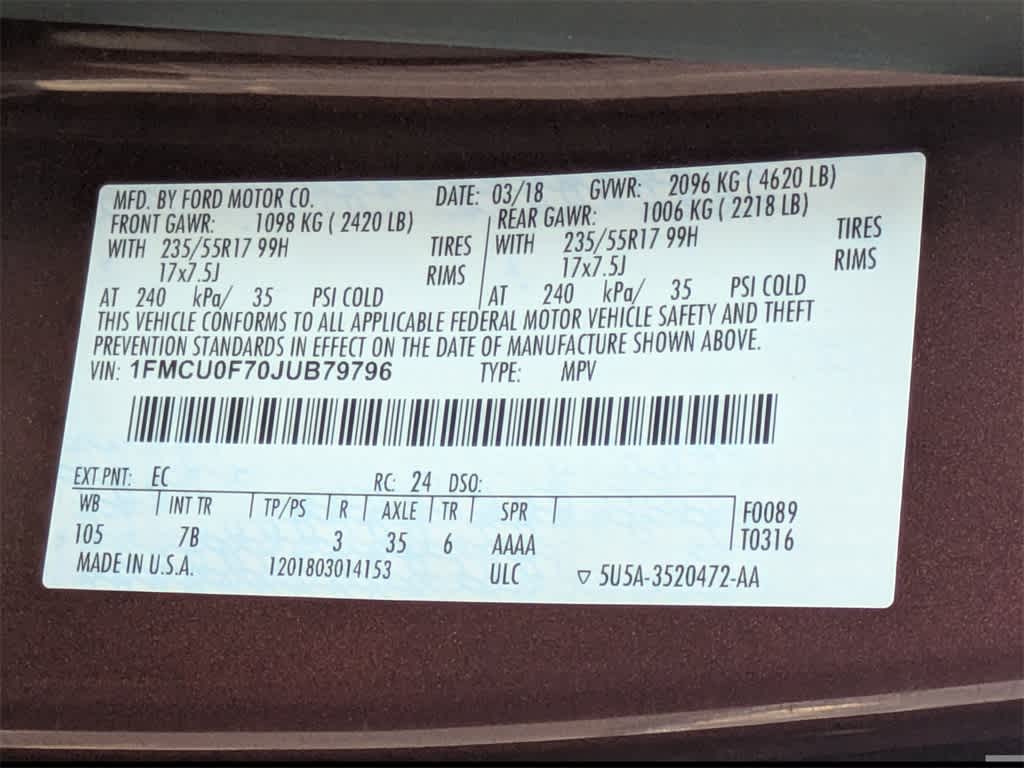 MFD. BY FORD MOTOR CO. DATE: 03/18 GVWR: 2096 KG ( 4620 LB)
FRONT GAWR: 1098 KG ( 2420 LB) REAR GAWR: 1006 KG ( 2218 LB)
WITH 235/55R17 99H TIRES WITH 235/55R17 99H TIRES
17x7.5J RIMS 17x7.5J RIMS
AT 240 kPa/ 35 PSI COLD AT 240 kPa/ 35 PSI COLD
THIS VEHICLE CONFORMS TO ALL APPLICABLE FEDERAL MOTOR VEHICLE SAFETY AND THEFT
PREVENTION STANDARDS IN EFFECT ON THE DATE OF MANUFACTURE SHOWN ABOVE.
VIN: 1FMCU0F70JUB79796 TYPE: MPV
EXT PNT: EC RC: 24 DSO:
WB INT TR TP/PS R AXLE TR SPR F0089
105 7B 3 35 6 AAAA T0316
MADE IN U.S.A. 1201803014153 ULC ▽ 5U5A-3520472-AA